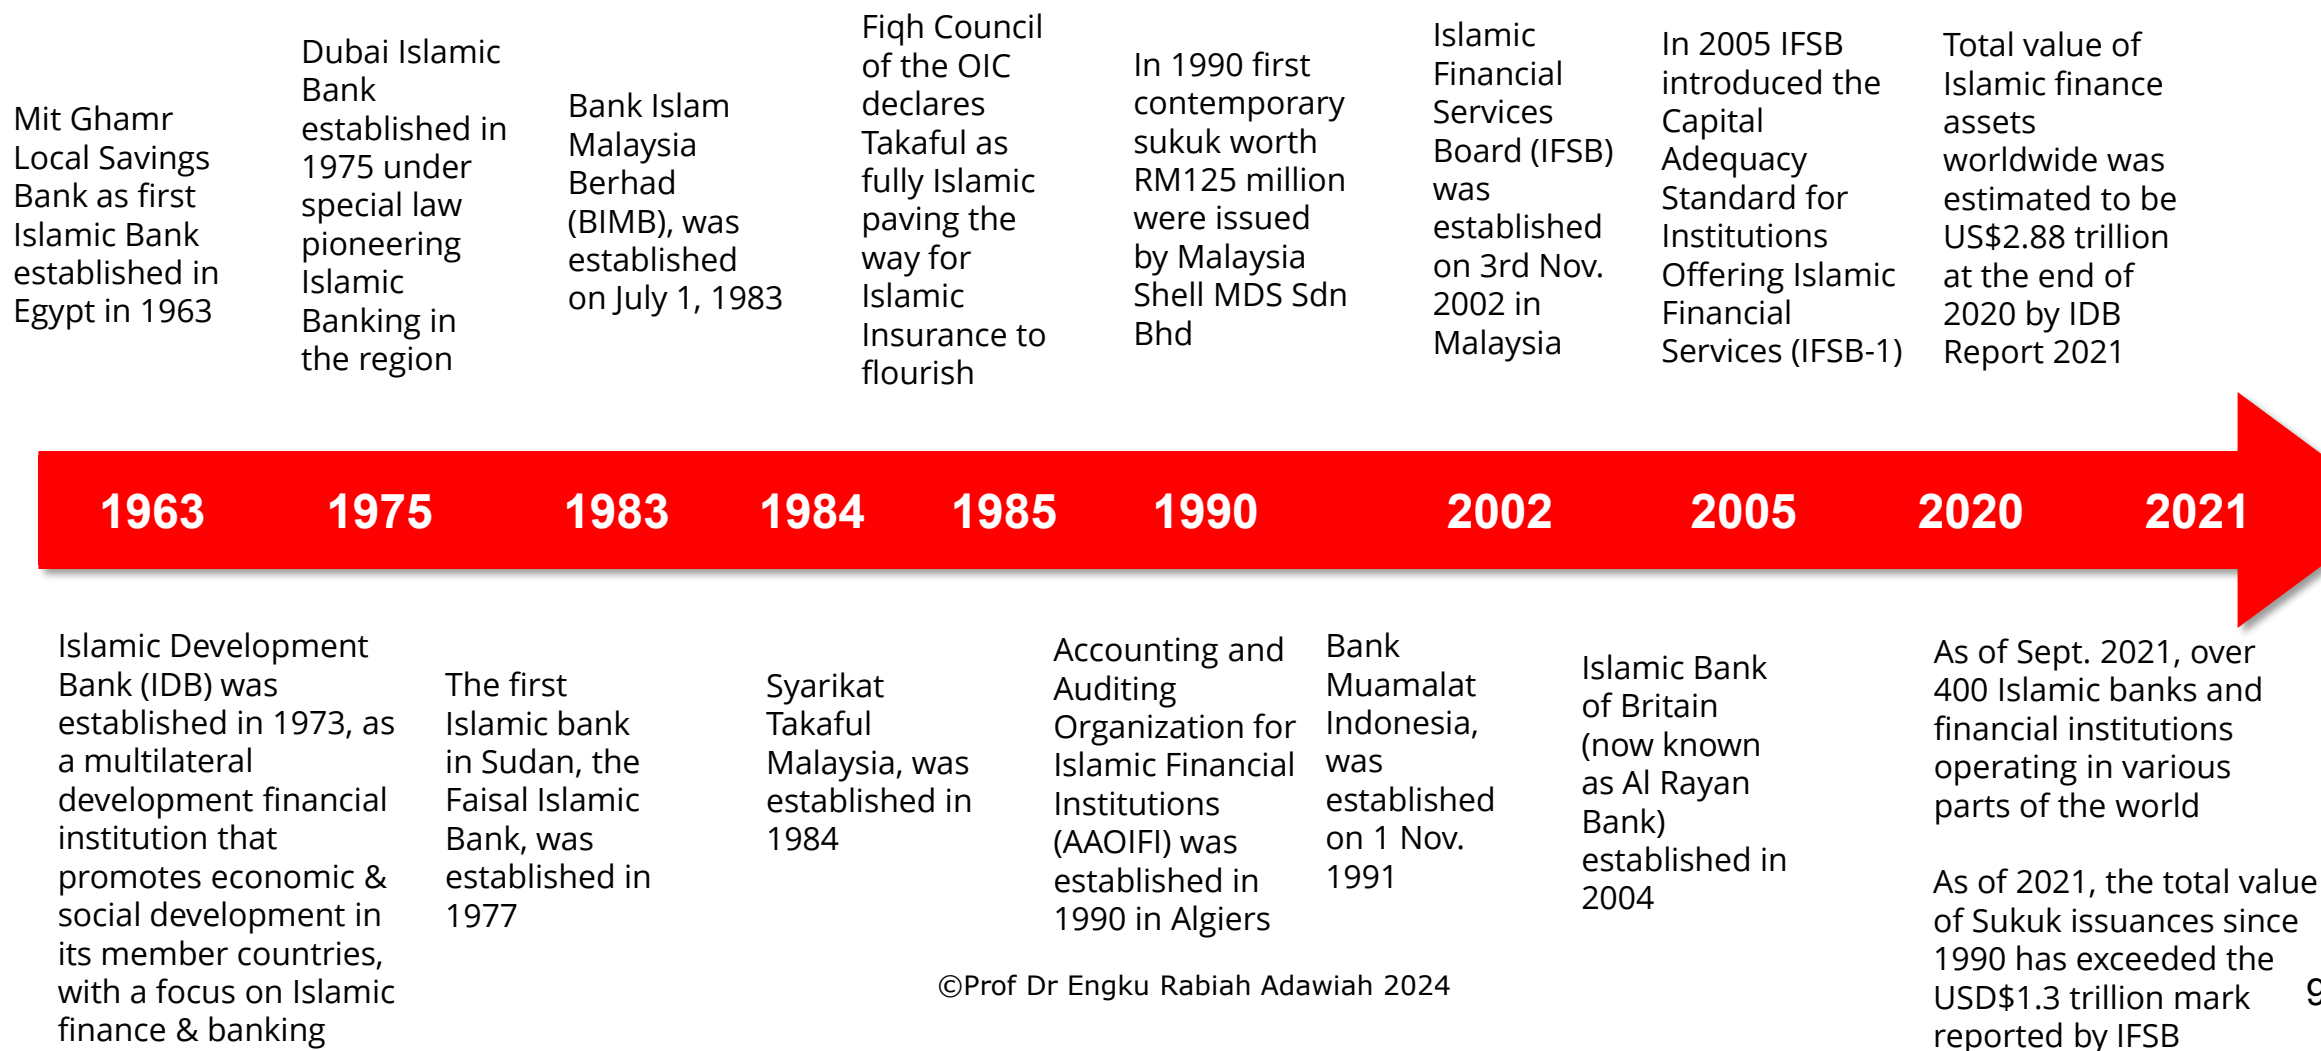 Mit Ghamr
Local Savings
Bank as first
Islamic Bank
established in
Egypt in 1963
Dubai Islamic
Bank
established in
1975 under
special law
pioneering
Islamic
Banking in
the region
Bank Islam
Malaysia
Berhad
(BIMB), was
established
on July 1, 1983
Fiqh Council
of the OIC
declares
Takaful as
fully Islamic
paving the
way for
Islamic
Insurance to
flourish
In 1990 first
contemporary
sukuk worth
RM125 million
were issued
by Malaysia
Shell MDS Sdn
Bhd
Islamic
Financial
Services
Board (IFSB)
was
established
on 3rd Nov.
2002 in
Malaysia
In 2005 IFSB
introduced the
Capital
Adequacy
Standard for
Institutions
Offering Islamic
Financial
Services (IFSB-1)
Total value of
Islamic finance
assets
worldwide was
estimated to be
US$2.88 trillion
at the end of
2020 by IDB
Report 2021
1963 1975 1983 1984 1985 1990 2002 2005 2020 2021
Islamic Development
Bank (IDB) was
established in 1973, as
a multilateral
development financial
institution that
promotes economic &
social development in
its member countries,
with a focus on Islamic
finance & banking
The first
Islamic bank
in Sudan, the
Faisal Islamic
Bank, was
established in
1977
Syarikat
Takaful
Malaysia, was
established in
1984
Accounting and
Auditing
Organization for
Islamic Financial
Institutions
(AAOIFI) was
established in
1990 in Algiers
Bank
Muamalat
Indonesia,
was
established
on 1 Nov.
1991
Islamic Bank
of Britain
(now known
as Al Rayan
Bank)
established in
2004
As of Sept. 2021, over
400 Islamic banks and
financial institutions
operating in various
parts of the world
As of 2021, the total value
of Sukuk issuances since
1990 has exceeded the
USD$1.3 trillion mark
reported by IFSB
©Prof Dr Engku Rabiah Adawiah 2024
9